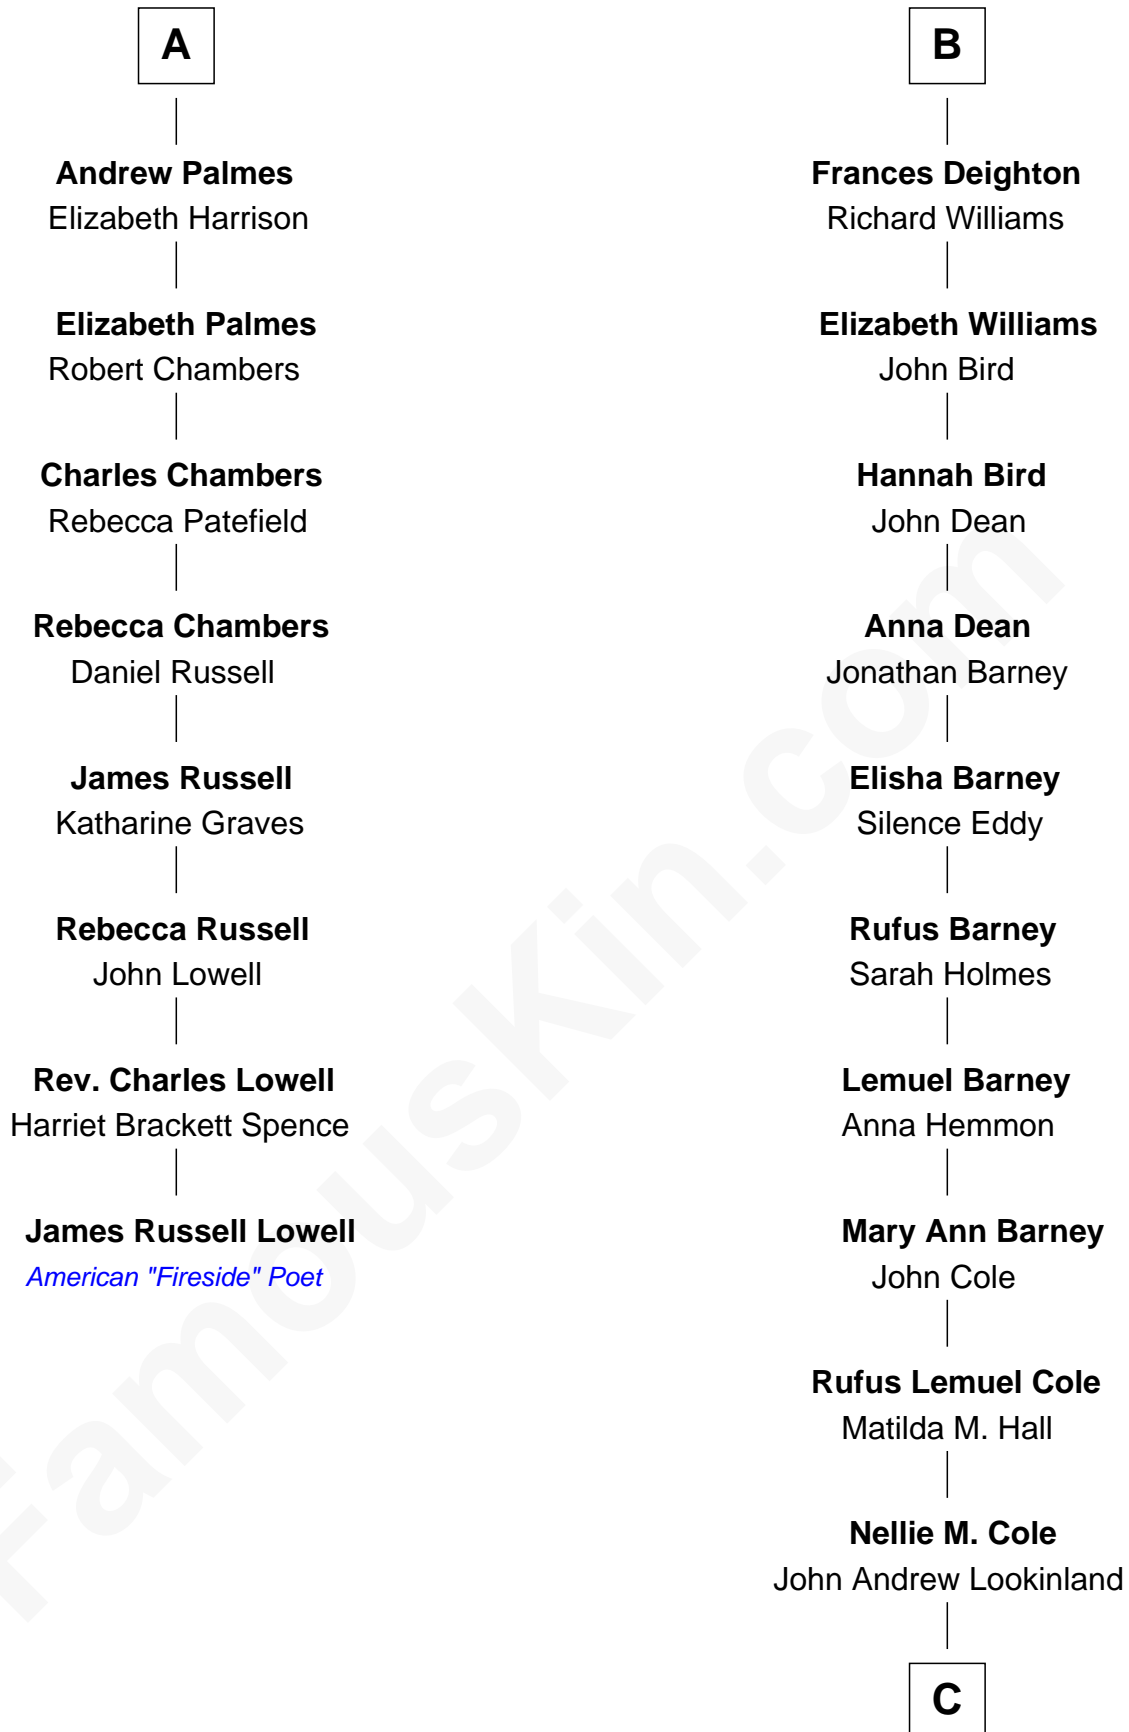 A
Andrew Palmes
Elizabeth Harrison
Elizabeth Palmes
Robert Chambers
Charles Chambers
Rebecca Patefield
Rebecca Chambers
Daniel Russell
James Russell
Katharine Graves
Rebecca Russell
John Lowell
Rev. Charles Lowell
Harriet Brackett Spence
James Russell Lowell
American "Fireside" Poet
B
Frances Deighton
Richard Williams
Elizabeth Williams
John Bird
Hannah Bird
John Dean
Anna Dean
Jonathan Barney
Elisha Barney
Silence Eddy
Rufus Barney
Sarah Holmes
Lemuel Barney
Anna Hemmon
Mary Ann Barney
John Cole
Rufus Lemuel Cole
Matilda M. Hall
Nellie M. Cole
John Andrew Lookinland
C
FamousKin.com